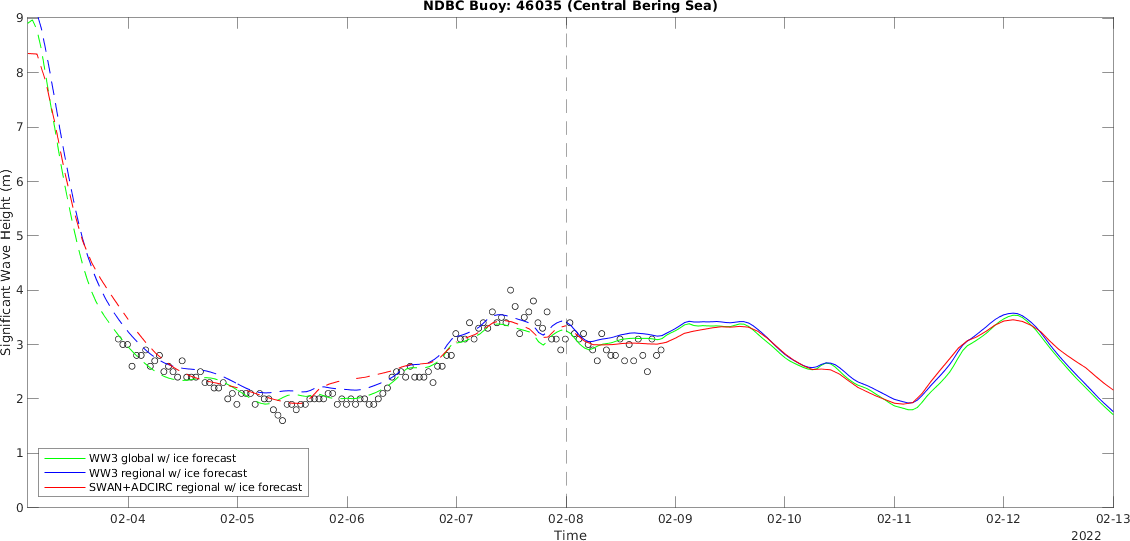 NDBC Buoy: 46035 (Central Bering Sea)
9
8
7
6
5
4
3
2
1
0
Significant Wave Height (m)
WW3 global w/ ice forecast
WW3 regional w/ ice forecast
SWAN+ADCIRC regional w/ ice forecast
02-04 02-05 02-06 02-07 02-08 02-09 02-10 02-11 02-12 02-13
Time
2022